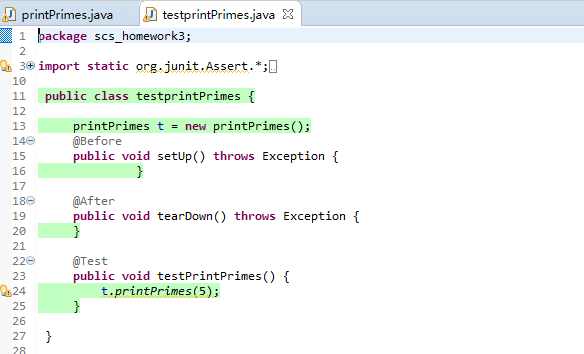 printPrimes.java testprintPrimes.java
1 package scs_homework3;
2
3 import static org.junit.Assert.*;
10
11 public class testprintPrimes {
12
13 printPrimes t = new printPrimes();
14 @Before
15 public void setUp() throws Exception {
16 }
17
18 @After
19 public void tearDown() throws Exception {
20 }
21
22 @Test
23 public void testPrintPrimes() {
24 t.printPrimes(5);
25 }
26
27 }
28